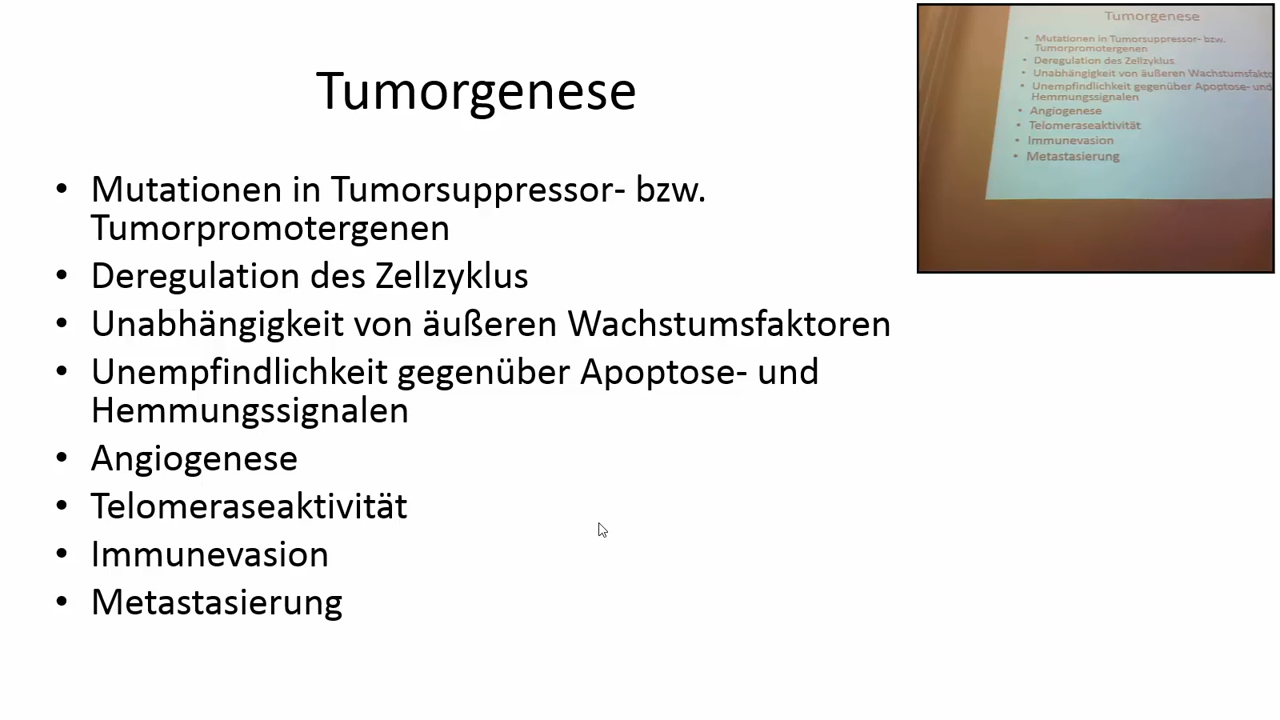 Tumorgenese
• Mutationen in Tumorsuppressor- bzw.
Tumorpromotergenen
• Deregulation des Zellzyklus
• Unabhängigkeit von äußeren Wachstumsfaktoren
• Unempfindlichkeit gegenüber Apoptose- und
Hemmungssignalen
• Angiogenese
• Telomeraseaktivität
• Immunevasion
• Metastasierung
Tumorgenese
• Mutationen in Tumorsuppressor- bzw.
Tumorpromotergenen
• Deregulation des Zellzyklus
• Unabhängigkeit von äußeren Wachstumsfakto
• Unempfindlichkeit gegenüber Apoptose- und
Hemmungssignalen
• Angiogenese
• Telomeraseaktivität
• Immunevasion
• Metastasierung